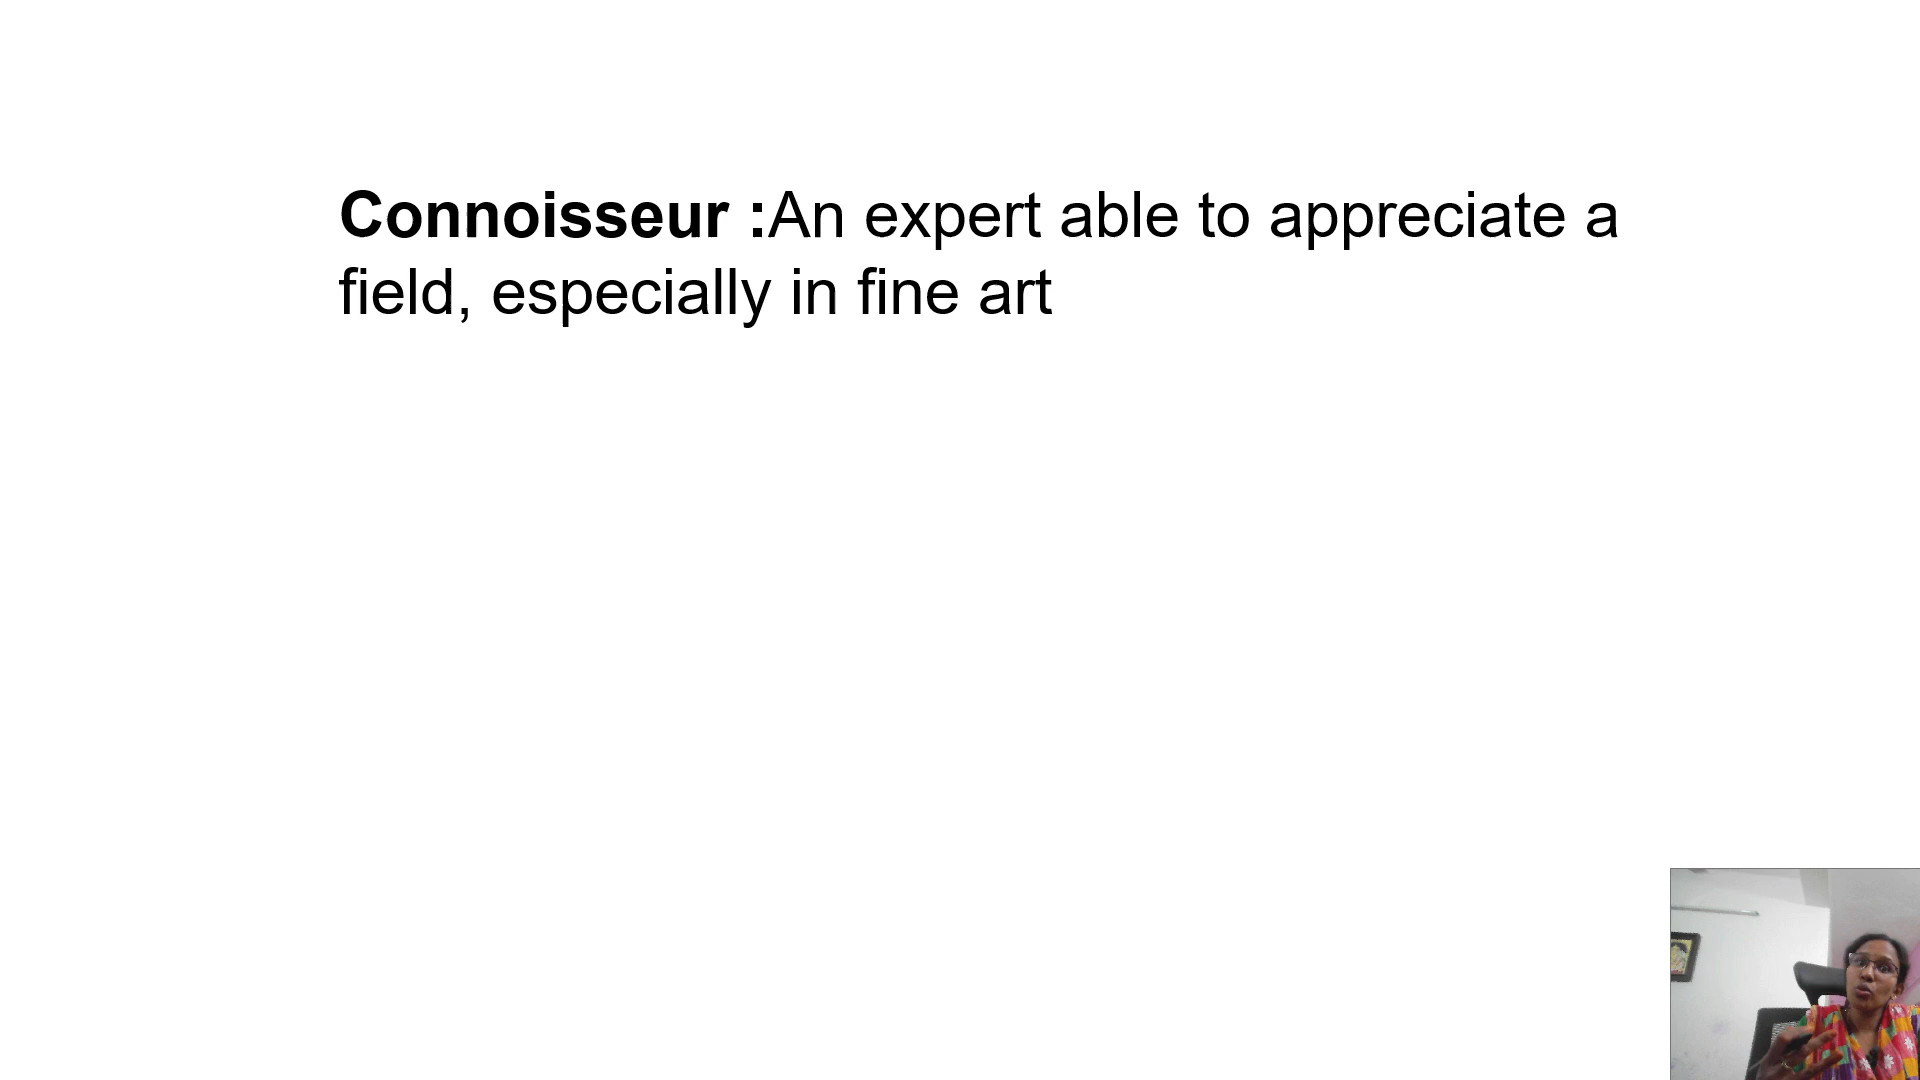 Connoisseur :An expert able to appreciate a
field, especially in fine art